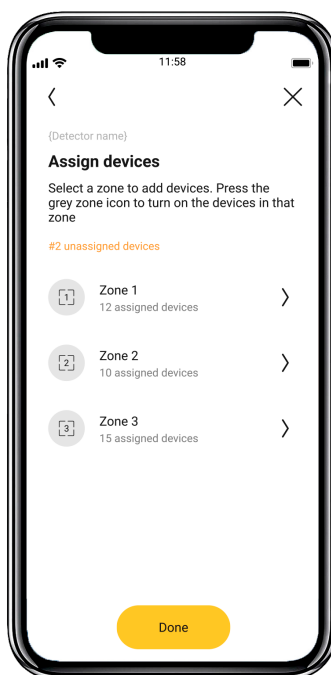 11:58
{Detector name}
Assign devices
Select a zone to add devices. Press the
grey zone icon to turn on the devices in that
zone
#2 unassigned devices
1
Zone 1
12 assigned devices
2
Zone 2
10 assigned devices
3
Zone 3
15 assigned devices
Done